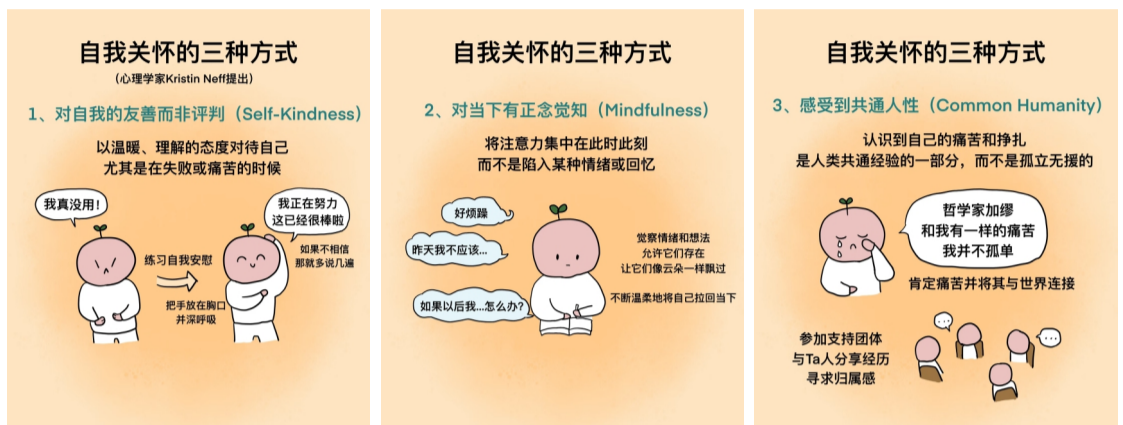 自我关怀的三种方式
（心理学家Kristin Neff提出）
1、对自我的友善而非评判（Self-Kindness）
以温暖、理解的态度对待自己
尤其是在失败或痛苦的时候
我真没用！
我正在努力
这已经很棒啦
如果不相信
那就多说几遍
练习自我安慰
把手放在胸口
并深呼吸
自我关怀的三种方式
2、对当下有正念觉知（Mindfulness）
将注意力集中在此时此刻
而不是陷入某种情绪或回忆
好烦躁
昨天我不应该...
如果以后我...怎么办?
觉察情绪和想法
允许它们存在
让它们像云朵一样飘过
不断温柔地将自己拉回当下
自我关怀的三种方式
3、感受到共通人性（Common Humanity）
认识到自己的痛苦和挣扎
是人类共通经验的一部分，而不是孤立无援的
哲学家加缪
和我有一样的痛苦
我并不孤单
肯定痛苦并将其与世界连接
参加支持团体
与Ta人分享经历
寻求归属感
...
...